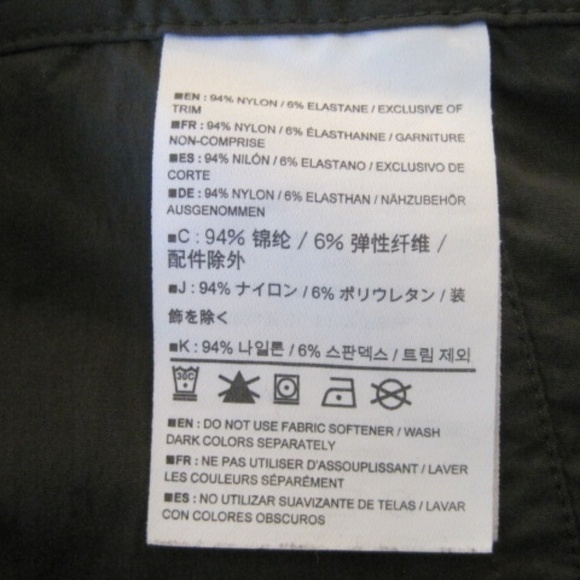 ■EN : 94% NYLON / 6% ELASTANE / EXCLUSIVE OF
TRIM
■FR : 94% NYLON / 6% ÉLASTHANNE / GARNITURE
NON-COMPRISE
■ES : 94% NILÓN / 6% ELASTANO / EXCLUSIVO DE
CORTE
■DE : 94% NYLON / 6% ELASTHAN / NÄHZUBEHÖR
AUSGENOMMEN
■C : 94% 锦纶 / 6% 弹性纤维 /
配件除外
■J : 94% ナイロン / 6% ポリウレタン / 装
飾を除く
■K : 94% 나일론 / 6% 스판덱스 / 트림 제외
30C
■EN : DO NOT USE FABRIC SOFTENER / WASH
DARK COLORS SEPARATELY
■FR : NE PAS UTILISER D'ASSOUPLISSANT / LAVER
LES COULEURS SÉPARÉMENT
■ES : NO UTILIZAR SUAVIZANTE DE TELAS / LAVAR
CON COLORES OBSCUROS